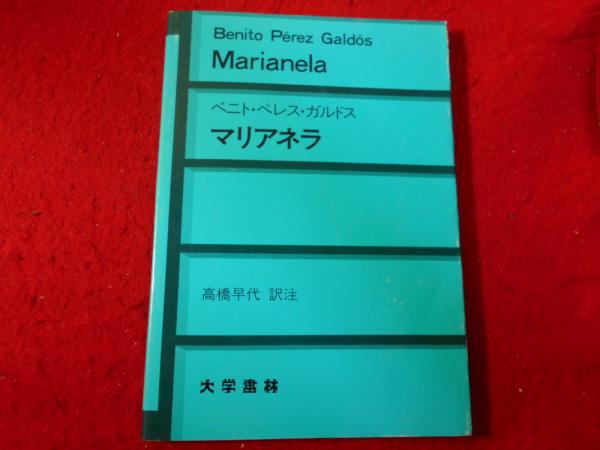 Benito Pérez Galdós
Marianela
ベニト・ペレス・ガルドス
マリアネラ
高橋早代 訳注
大学書林